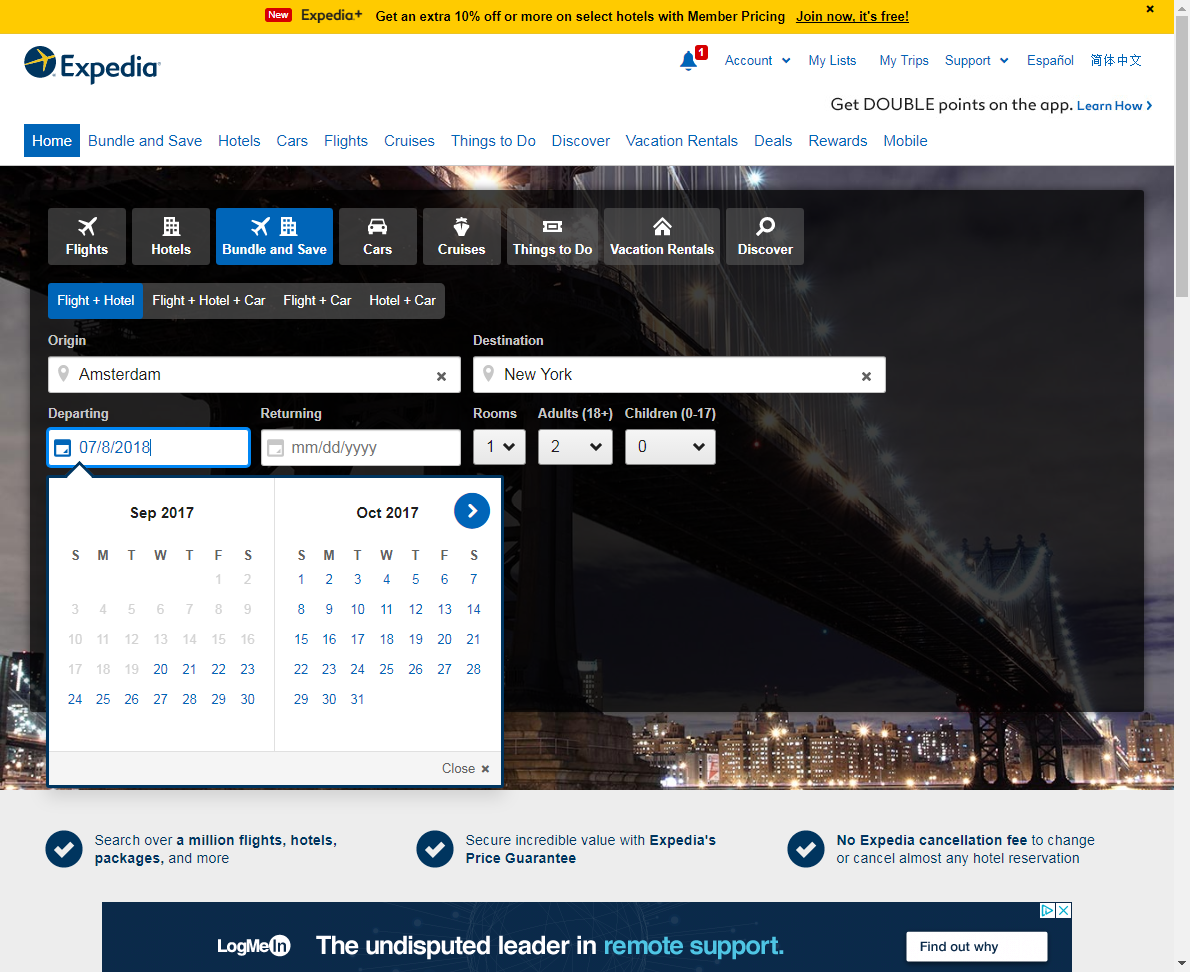 New Expedia+ Get an extra 10% off or more on select hotels with Member Pricing Join now, it's free!
Expedia
1 Account My Lists My Trips Support Español 简体中文
Get DOUBLE points on the app. Learn How
Home Bundle and Save Hotels Cars Flights Cruises Things to Do Discover Vacation Rentals Deals Rewards Mobile
Flights Hotels Bundle and Save Cars Cruises Things to Do Vacation Rentals Discover
Flight + Hotel Flight + Hotel + Car Flight + Car Hotel + Car
Origin Destination
Amsterdam New York
Departing Returning Rooms Adults (18+) Children (0-17)
07/8/2018 mm/dd/yyyy 1 2 0
Sep 2017 Oct 2017
S M T W T F S S M T W T F S
1 2 1 2 3 4 5 6 7
3 4 5 6 7 8 9 8 9 10 11 12 13 14
10 11 12 13 14 15 16 15 16 17 18 19 20 21
17 18 19 20 21 22 23 22 23 24 25 26 27 28
24 25 26 27 28 29 30 29 30 31
Close
Search over a million flights, hotels,
packages, and more
Secure incredible value with Expedia's
Price Guarantee
No Expedia cancellation fee to change
or cancel almost any hotel reservation
LogMeIn The undisputed leader in remote support. Find out why